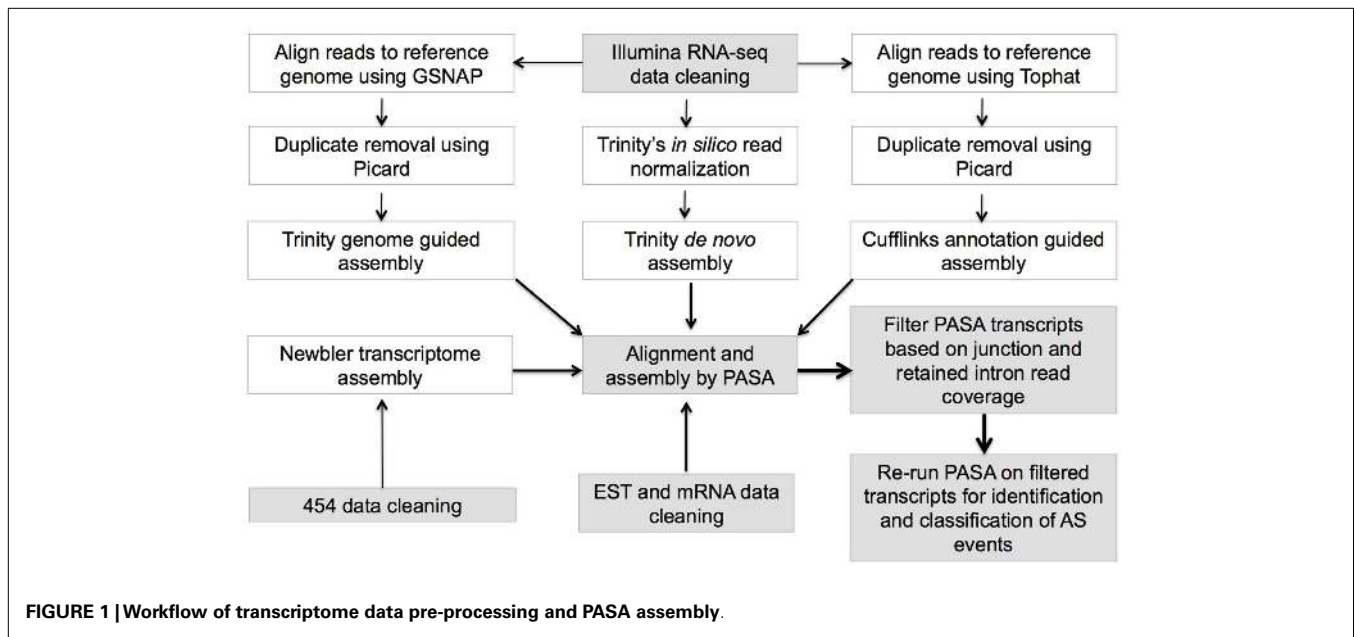 Align reads to reference
genome using GSNAP
Illumina RNA-seq
data cleaning
Align reads to reference
genome using Tophat
Duplicate removal using
Picard
Trinity's in silico read
normalization
Duplicate removal using
Picard
Trinity genome guided
assembly
Trinity de novo
assembly
Cufflinks annotation guided
assembly
Newbler transcriptome
assembly
Alignment and
assembly by PASA
Filter PASA transcripts
based on junction and
retained intron read
coverage
454 data cleaning
EST and mRNA data
cleaning
Re-run PASA on filtered
transcripts for identification
and classification of AS
events
FIGURE 1 | Workflow of transcriptome data pre-processing and PASA assembly.